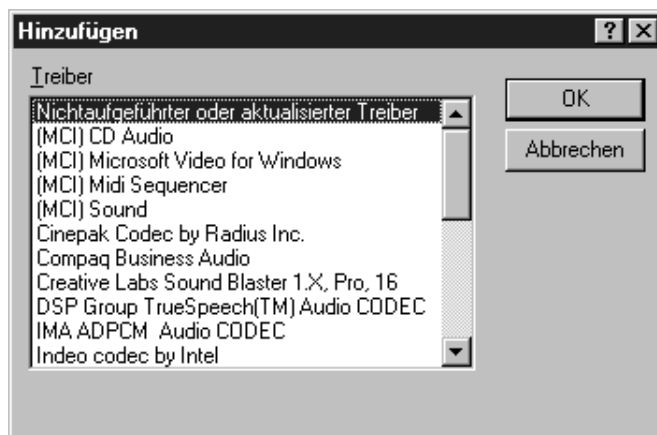 Hinzufügen
Treiber
Nichtaufgeführter oder aktualisierter Treiber
(MCI) CD Audio
(MCI) Microsoft Video for Windows
(MCI) Midi Sequencer
(MCI) Sound
Cinepak Codec by Radius Inc.
Compaq Business Audio
Creative Labs Sound Blaster 1.X, Pro, 16
DSP Group TrueSpeech(TM) Audio CODEC
IMA ADPCM  Audio CODEC
Indeo codec by Intel
OK
Abbrechen